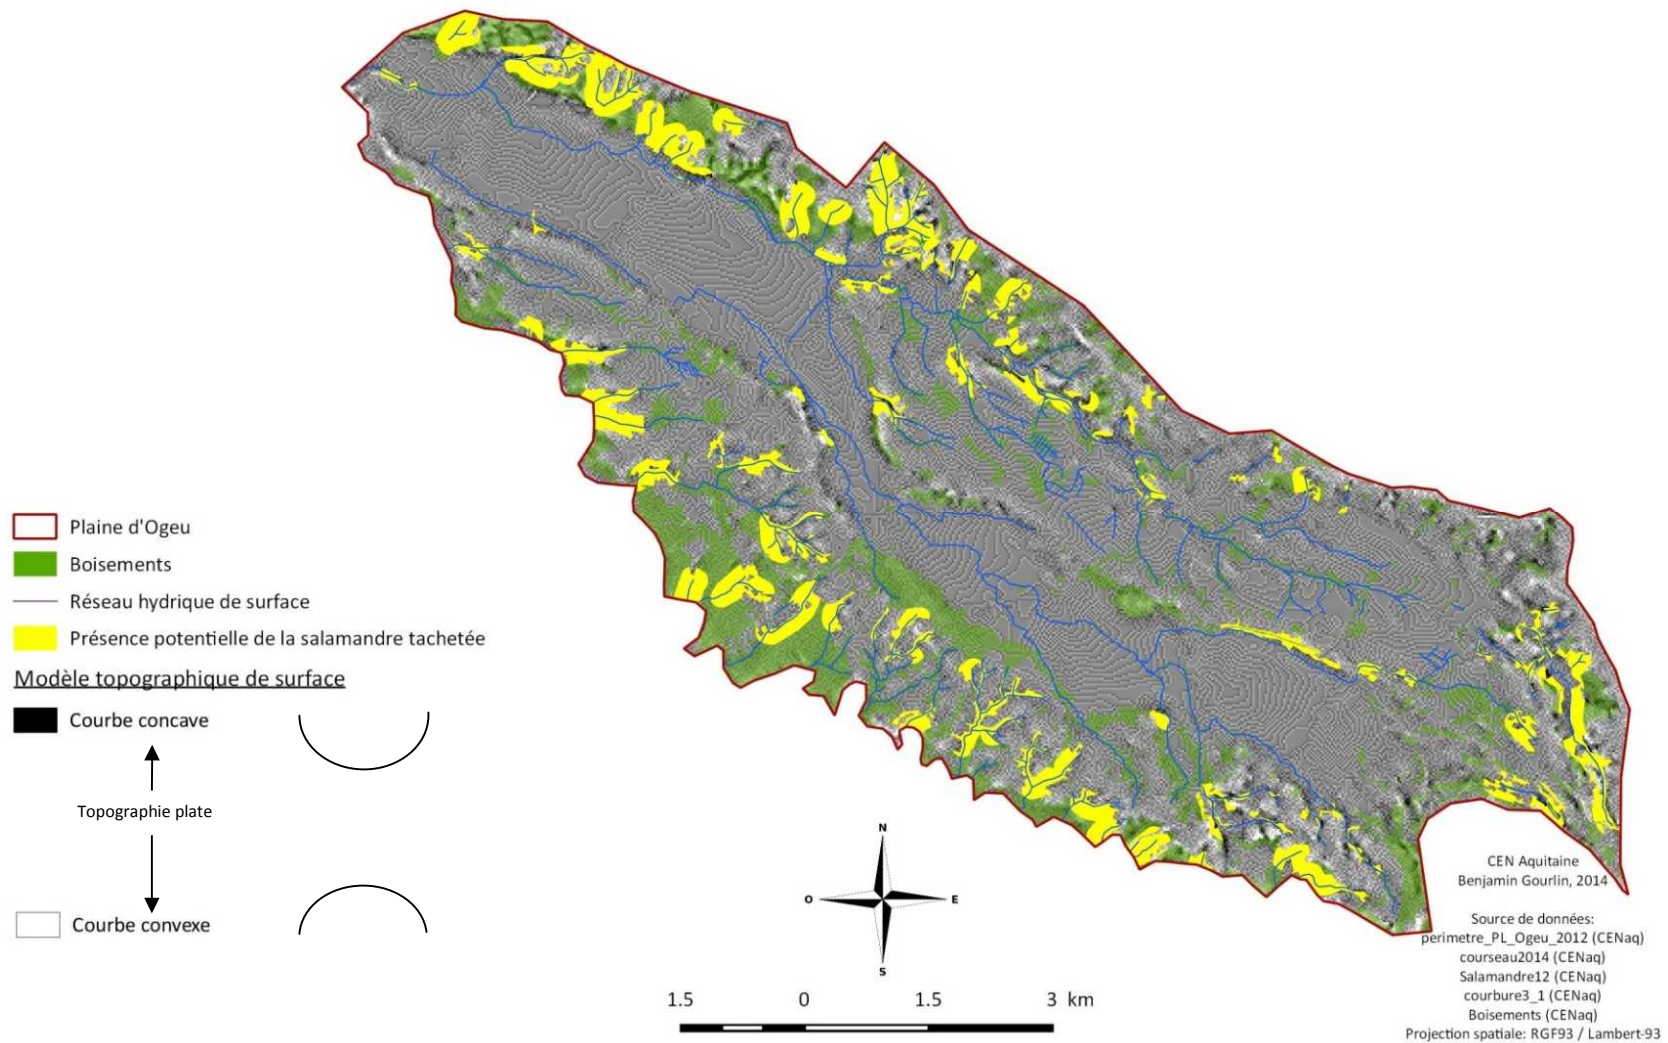 Plaine d'Ogeu
Boisements
Réseau hydrique de surface
Présence potentielle de la salamandre tachetée
Modèle topographique de surface
Courbe concave
Topographie plate
Courbe convexe
N
O
E
S
1.5 0 1.5 3 km
CEN Aquitaine
Benjamin Gourlin, 2014
Source de données:
perimetre_PL_Ogeu_2012 (CENaq)
courseau2014 (CENaq)
Salamandre12 (CENaq)
courbure3_1 (CENaq)
Boisements (CENaq)
Projection spatiale: RGF93 / Lambert-93